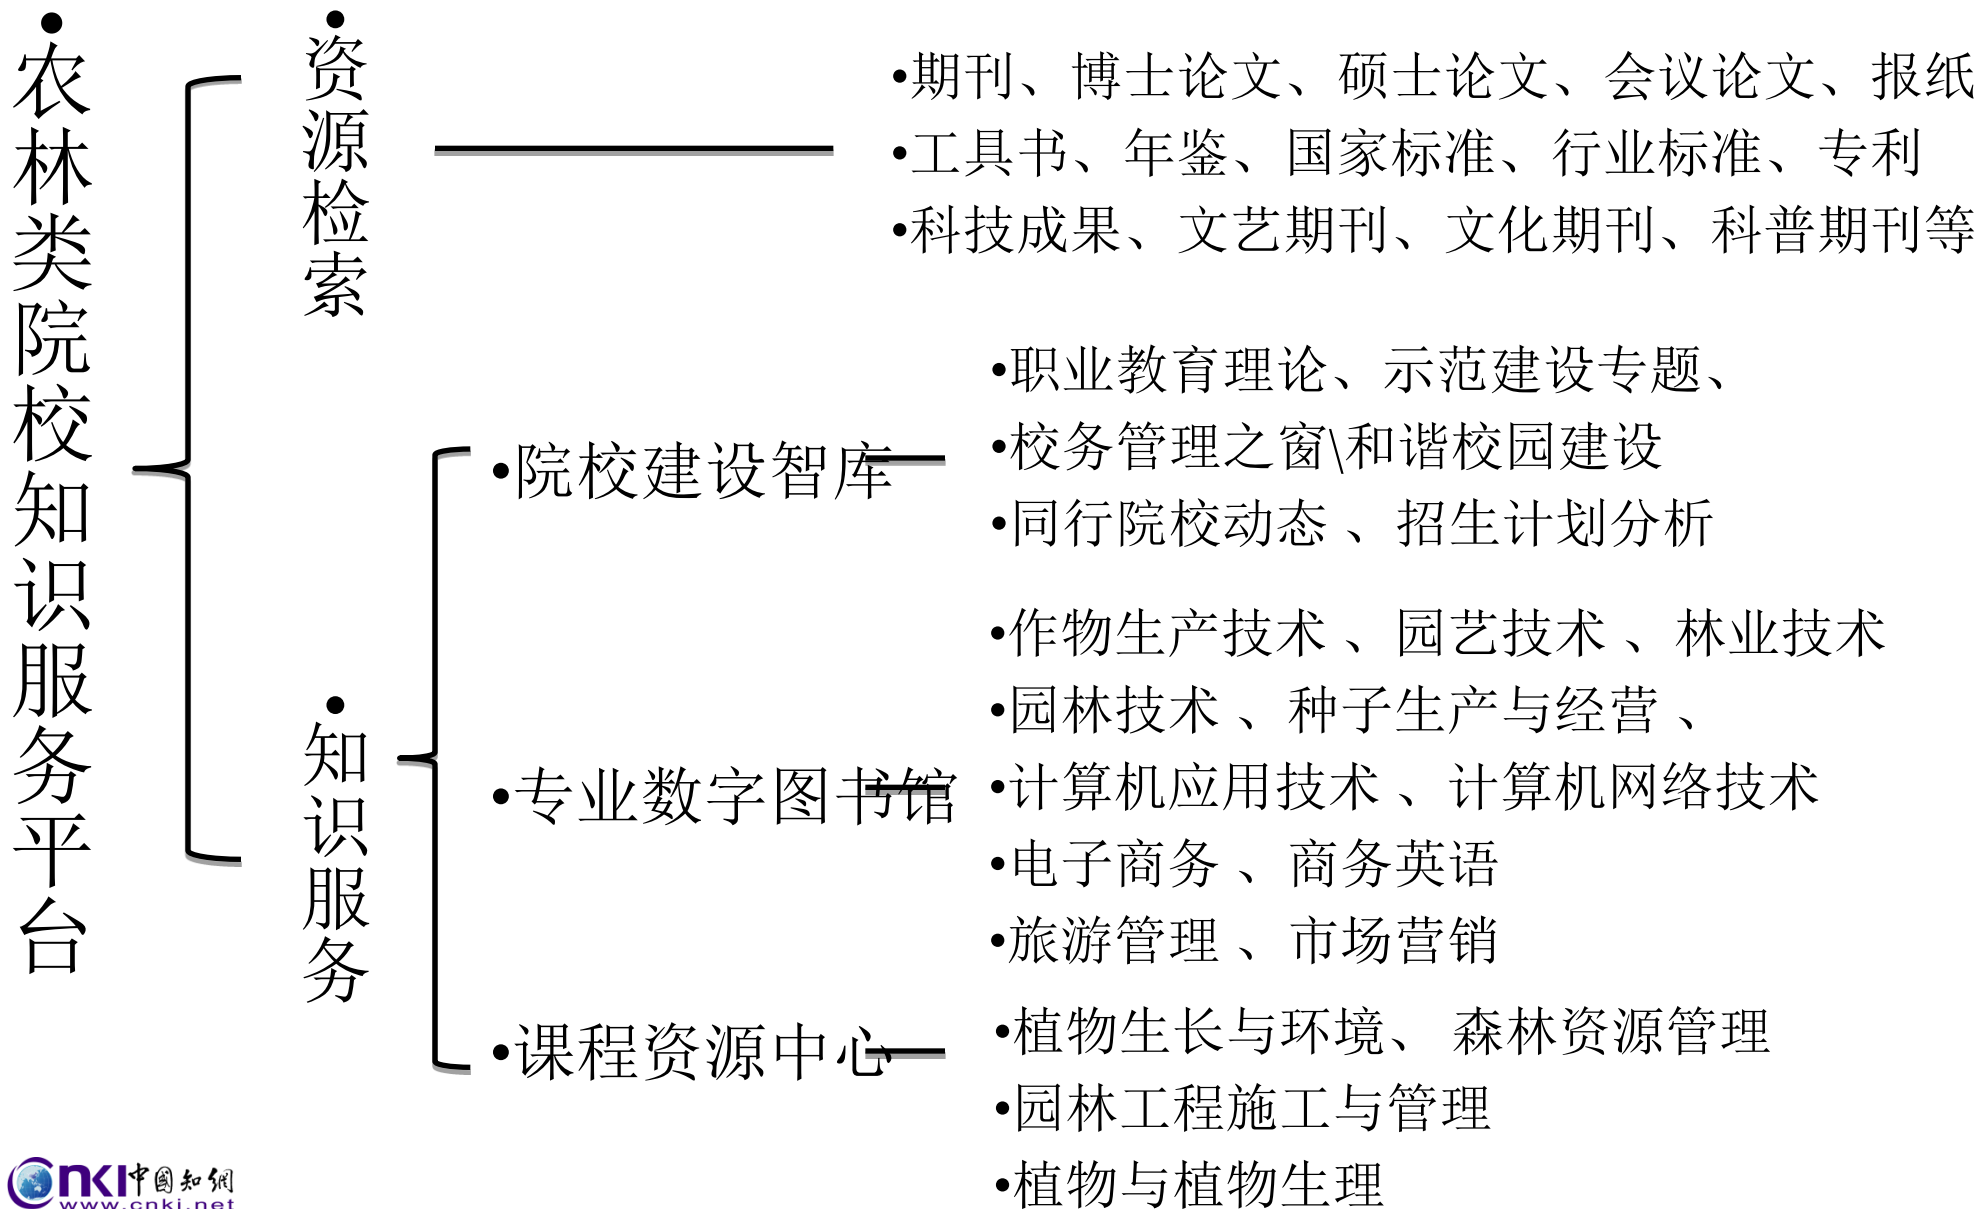 •农林类院校知识服务平台
•资源检索
•期刊、博士论文、硕士论文、会议论文、报纸
•工具书、年鉴、国家标准、行业标准、专利
•科技成果、文艺期刊、文化期刊、科普期刊等
•知识服务
•院校建设智库
•职业教育理论、示范建设专题、
•校务管理之窗\和谐校园建设
•同行院校动态 、招生计划分析
•专业数字图书馆
•作物生产技术 、园艺技术 、林业技术
•园林技术 、种子生产与经营 、
•计算机应用技术 、计算机网络技术
•电子商务 、商务英语
•旅游管理 、市场营销
•课程资源中心
•植物生长与环境、 森林资源管理
•园林工程施工与管理
•植物与植物生理
Cnki中國知網
www.cnki.net